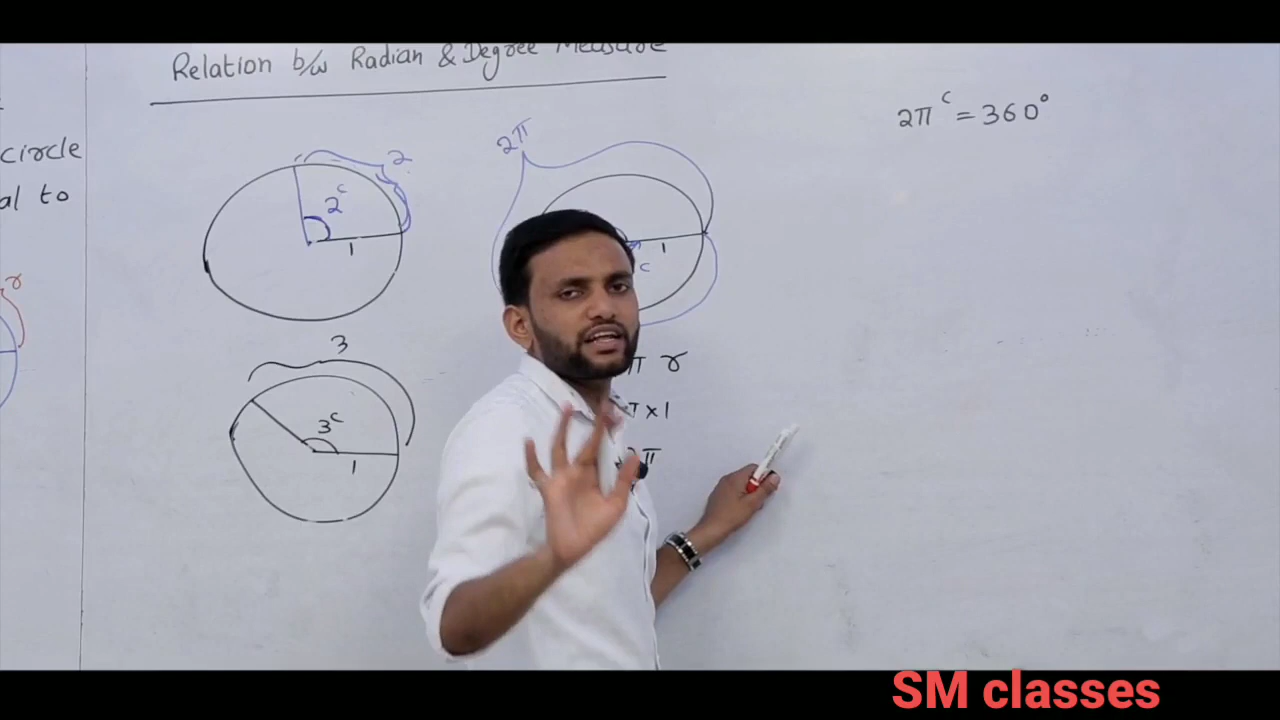 Relation b/w Radian & Degree Measure
circle
al to
r
2
2ᶜ
1
3
3ᶜ
1
2π
1
c
π r
π x 1
2π
2πᶜ = 360°
SM classes